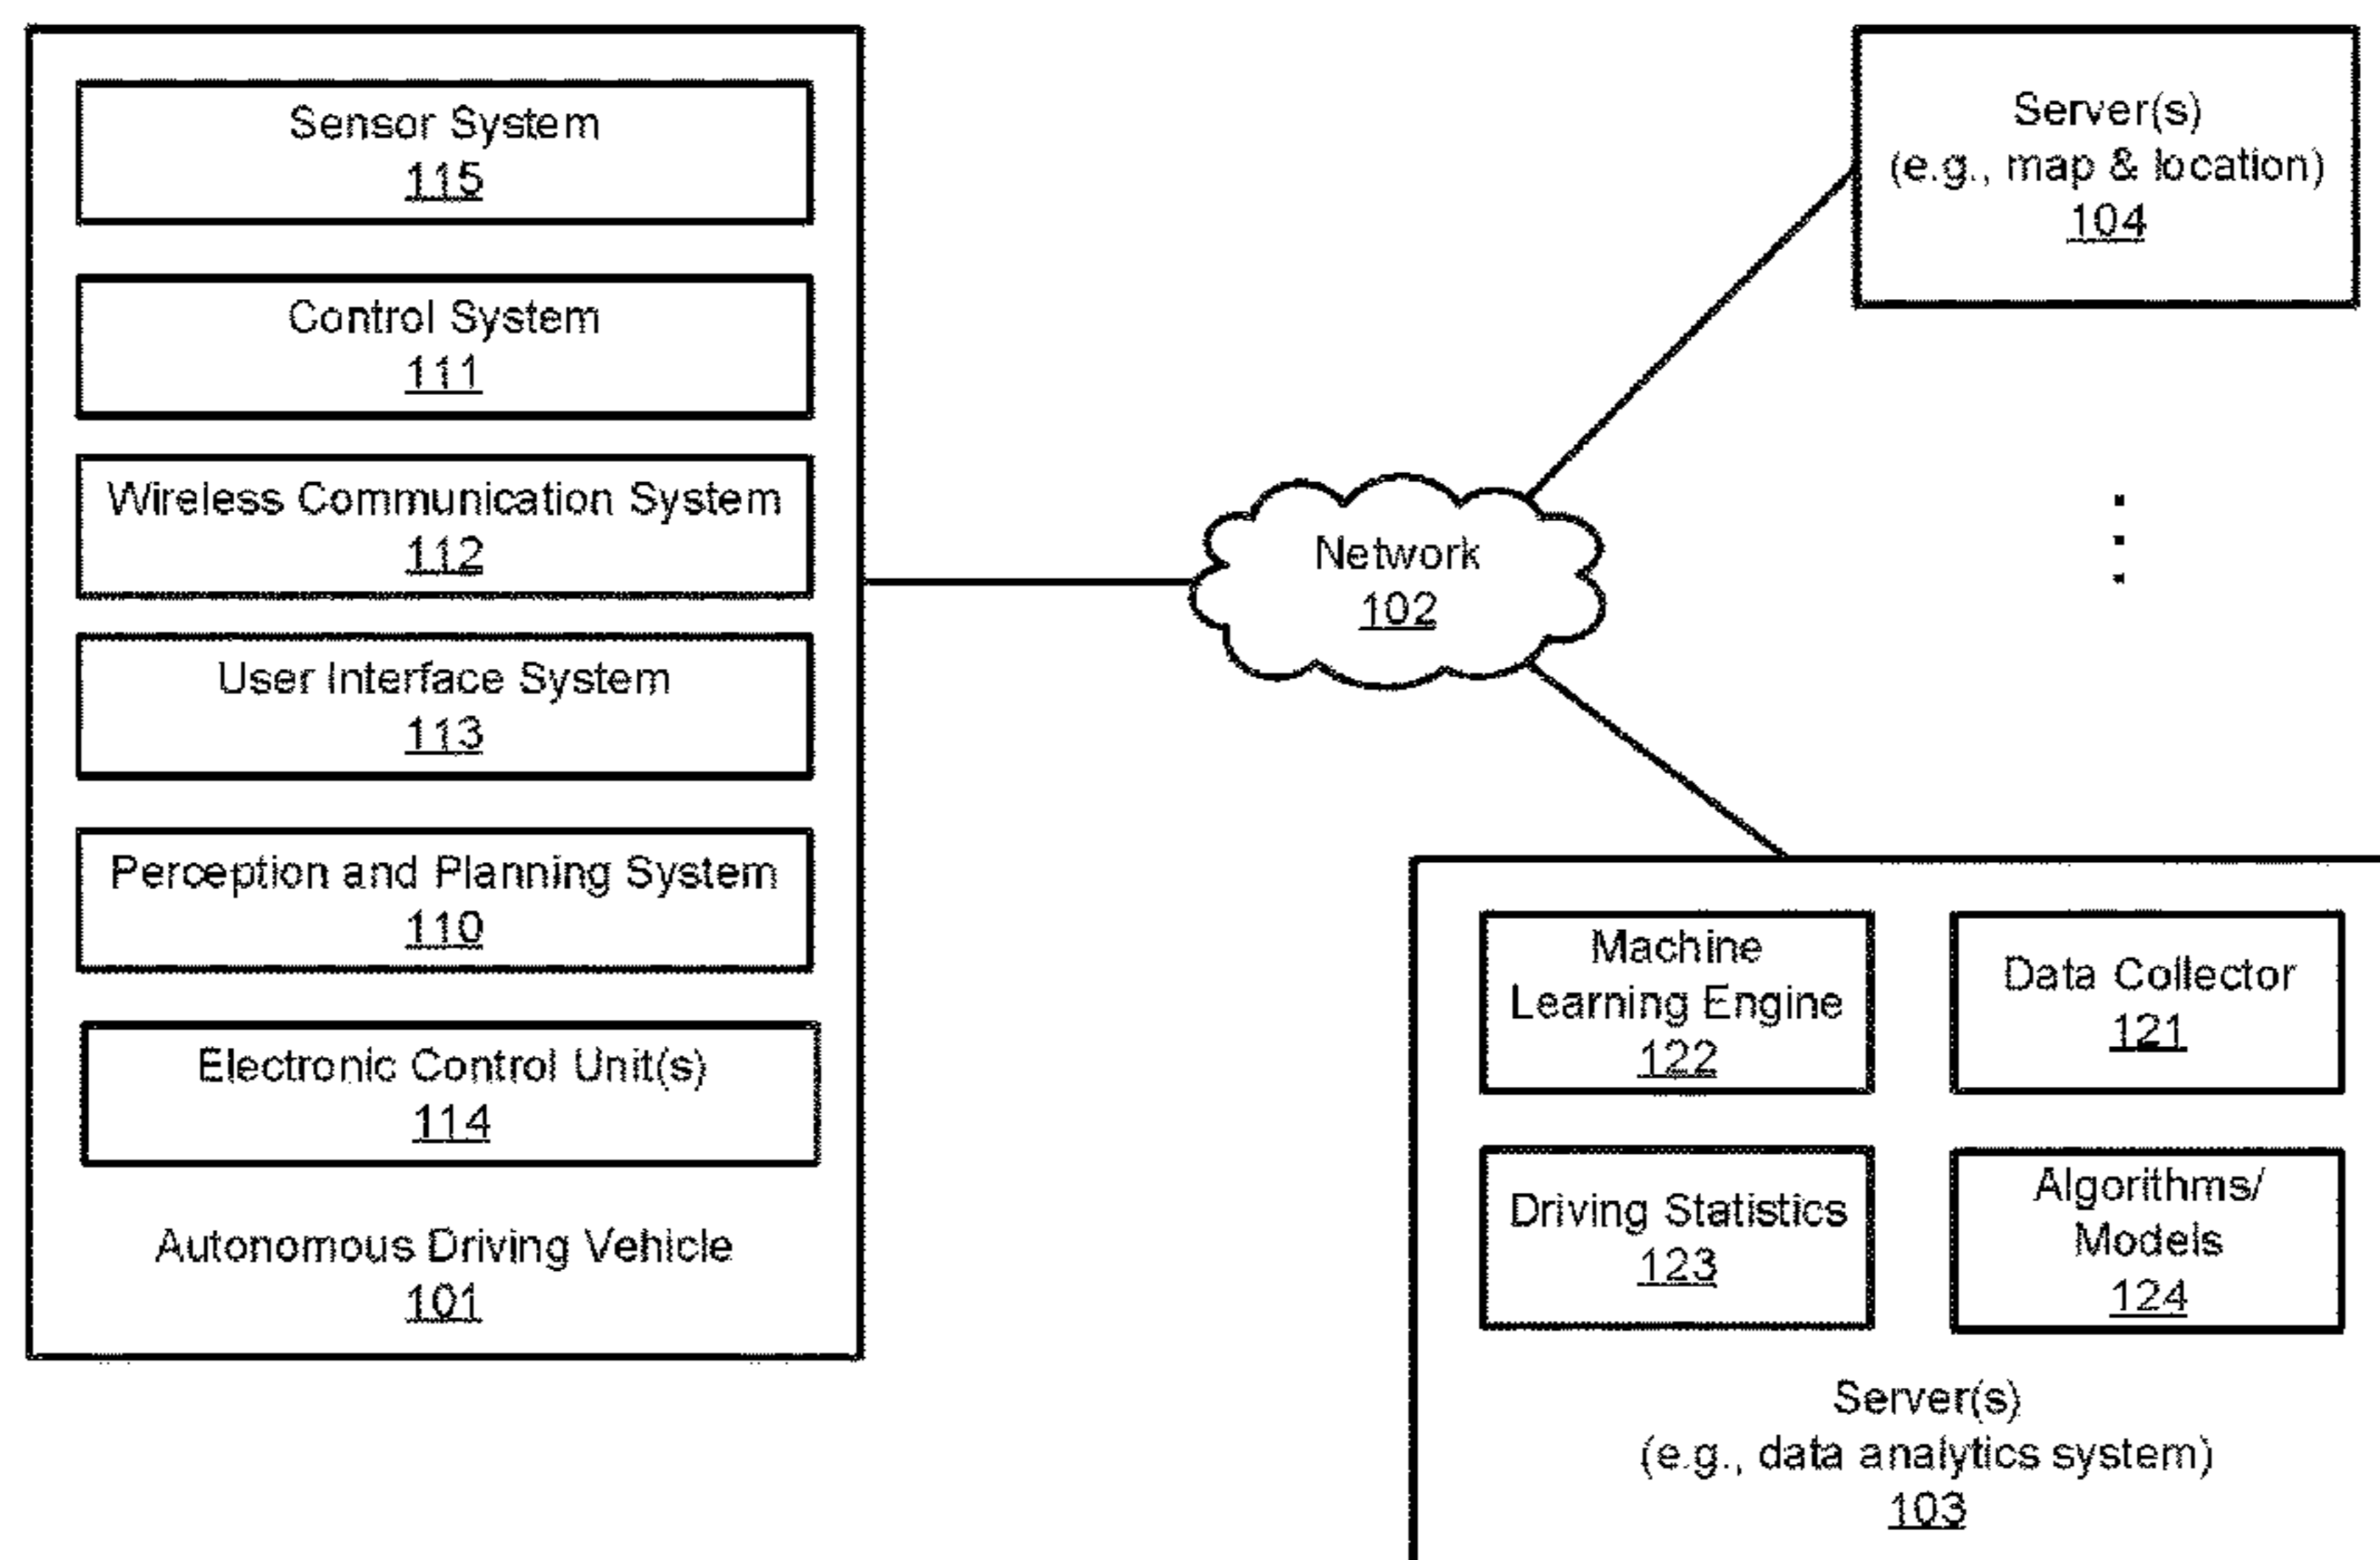 Sensor System
115
Control System
111
Wireless Communication System
112
User Interface System
113
Perception and Planning System
110
Electronic Control Unit(s)
114
Autonomous Driving Vehicle
101
Network
102
Server(s)
(e.g., map & location)
104
Machine
Learning Engine
122
Data Collector
121
Driving Statistics
123
Algorithms/
Models
124
Server(s)
(e.g., data analytics system)
103